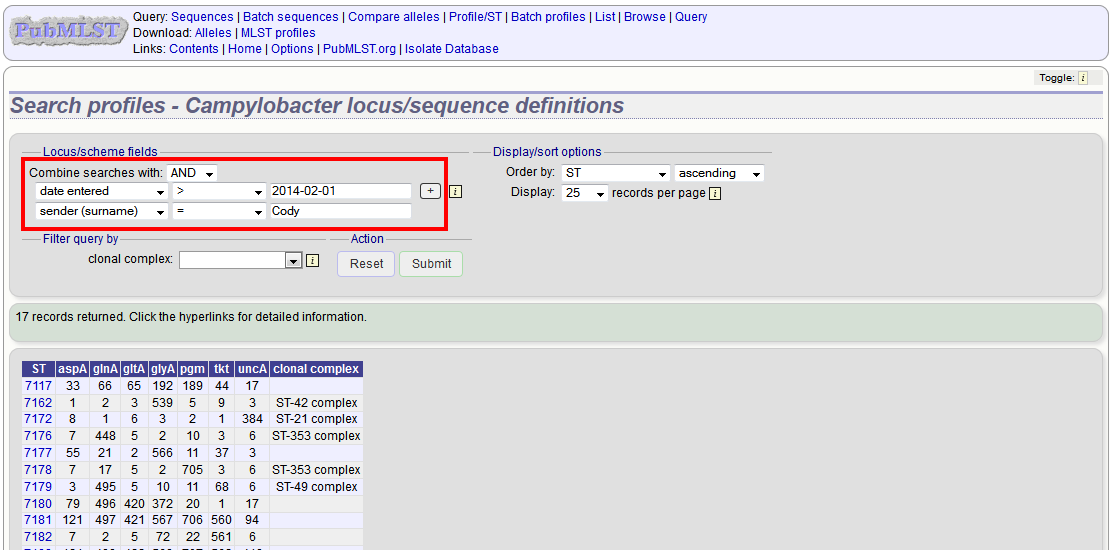 PubMLST
Query: Sequences | Batch sequences | Compare alleles | Profile/ST | Batch profiles | List | Browse | Query
Download: Alleles | MLST profiles
Links: Contents | Home | Options | PubMLST.org | Isolate Database
Toggle: i
Search profiles - Campylobacter locus/sequence definitions
Locus/scheme fields
Combine searches with: AND
date entered > 2014-02-01 + i
sender (surname) = Cody
Display/sort options
Order by: ST ascending
Display: 25 records per page i
Filter query by
clonal complex: i
Action
Reset Submit
17 records returned. Click the hyperlinks for detailed information.
ST aspA glnA gltA glyA pgm tkt uncA clonal complex
7117 33 66 65 192 189 44 17
7162 1 2 3 539 5 9 3 ST-42 complex
7172 8 1 6 3 2 1 384 ST-21 complex
7176 7 448 5 2 10 3 6 ST-353 complex
7177 55 21 2 566 11 37 3
7178 7 17 5 2 705 3 6 ST-353 complex
7179 3 495 5 10 11 68 6 ST-49 complex
7180 79 496 420 372 20 1 17
7181 121 497 421 567 706 560 94
7182 7 2 5 72 22 561 6